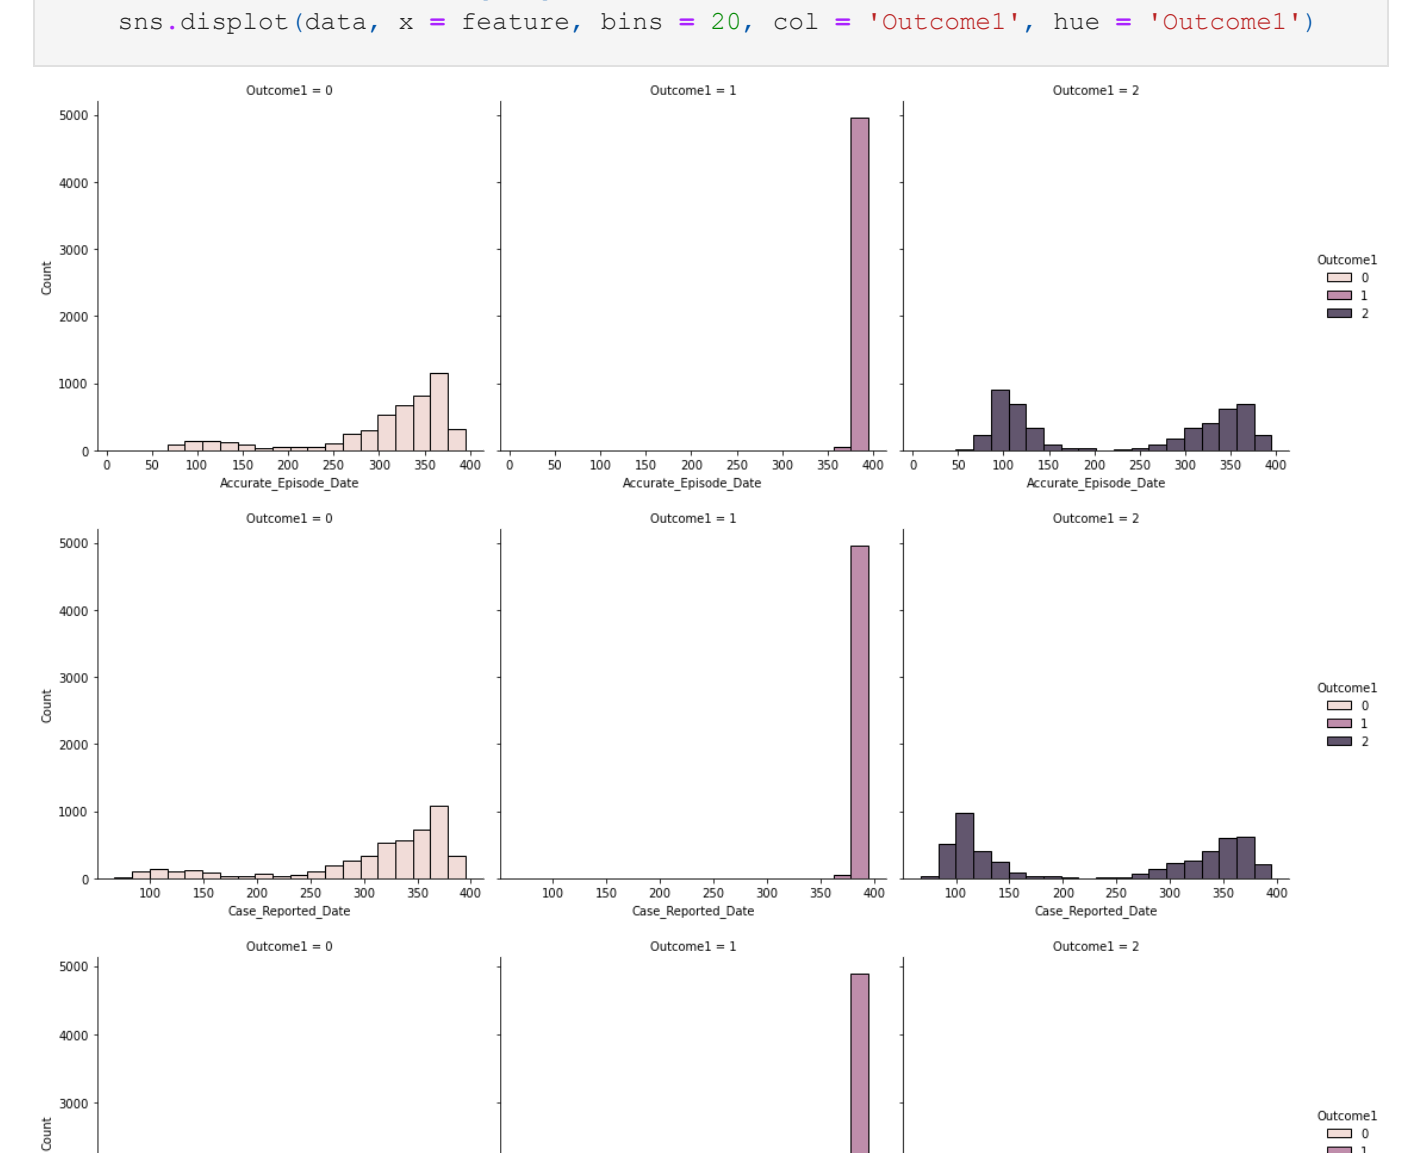 sns.displot(data, x = feature, bins = 20, col = 'Outcome1', hue = 'Outcome1')
Outcome1 = 0 Outcome1 = 1 Outcome1 = 2
5000
4000
3000
2000
1000
0
Count
0 50 100 150 200 250 300 350 400
Accurate_Episode_Date
0 50 100 150 200 250 300 350 400
Accurate_Episode_Date
0 50 100 150 200 250 300 350 400
Accurate_Episode_Date
Outcome1
0
1
2
Outcome1 = 0 Outcome1 = 1 Outcome1 = 2
5000
4000
3000
2000
1000
0
Count
100 150 200 250 300 350 400
Case_Reported_Date
100 150 200 250 300 350 400
Case_Reported_Date
100 150 200 250 300 350 400
Case_Reported_Date
Outcome1
0
1
2
Outcome1 = 0 Outcome1 = 1 Outcome1 = 2
5000
4000
3000
Count
Outcome1
0
1